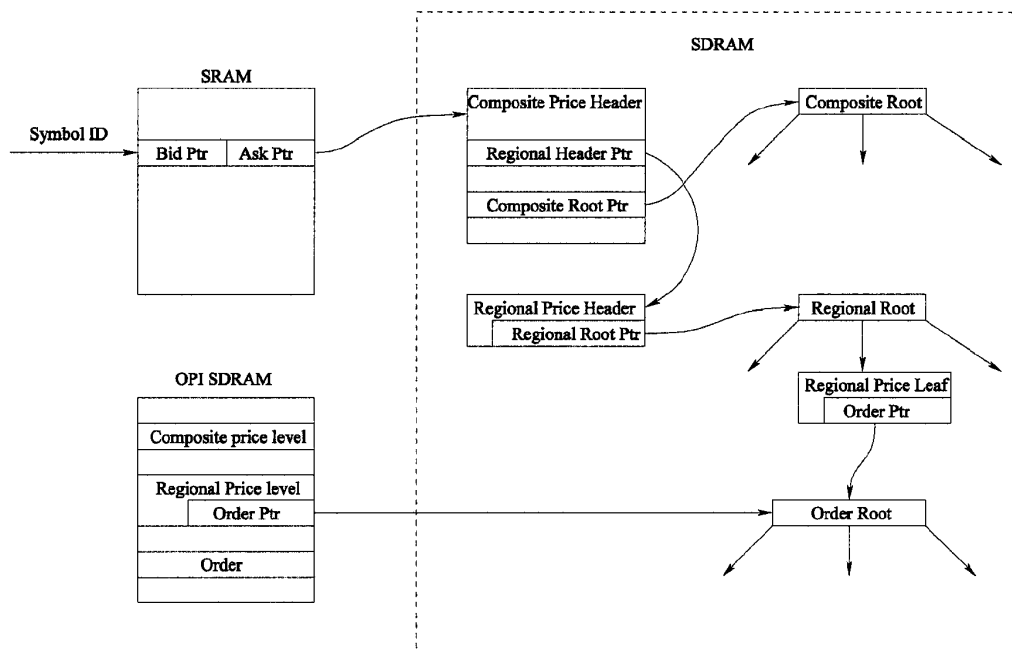 SDRAM
SRAM
Symbol ID
Bid Ptr
Ask Ptr
Composite Price Header
Regional Header Ptr
Composite Root Ptr
Composite Root
Regional Price Header
Regional Root Ptr
Regional Root
Regional Price Leaf
Order Ptr
OPI SDRAM
Composite price level
Regional Price level
Order Ptr
Order
Order Root